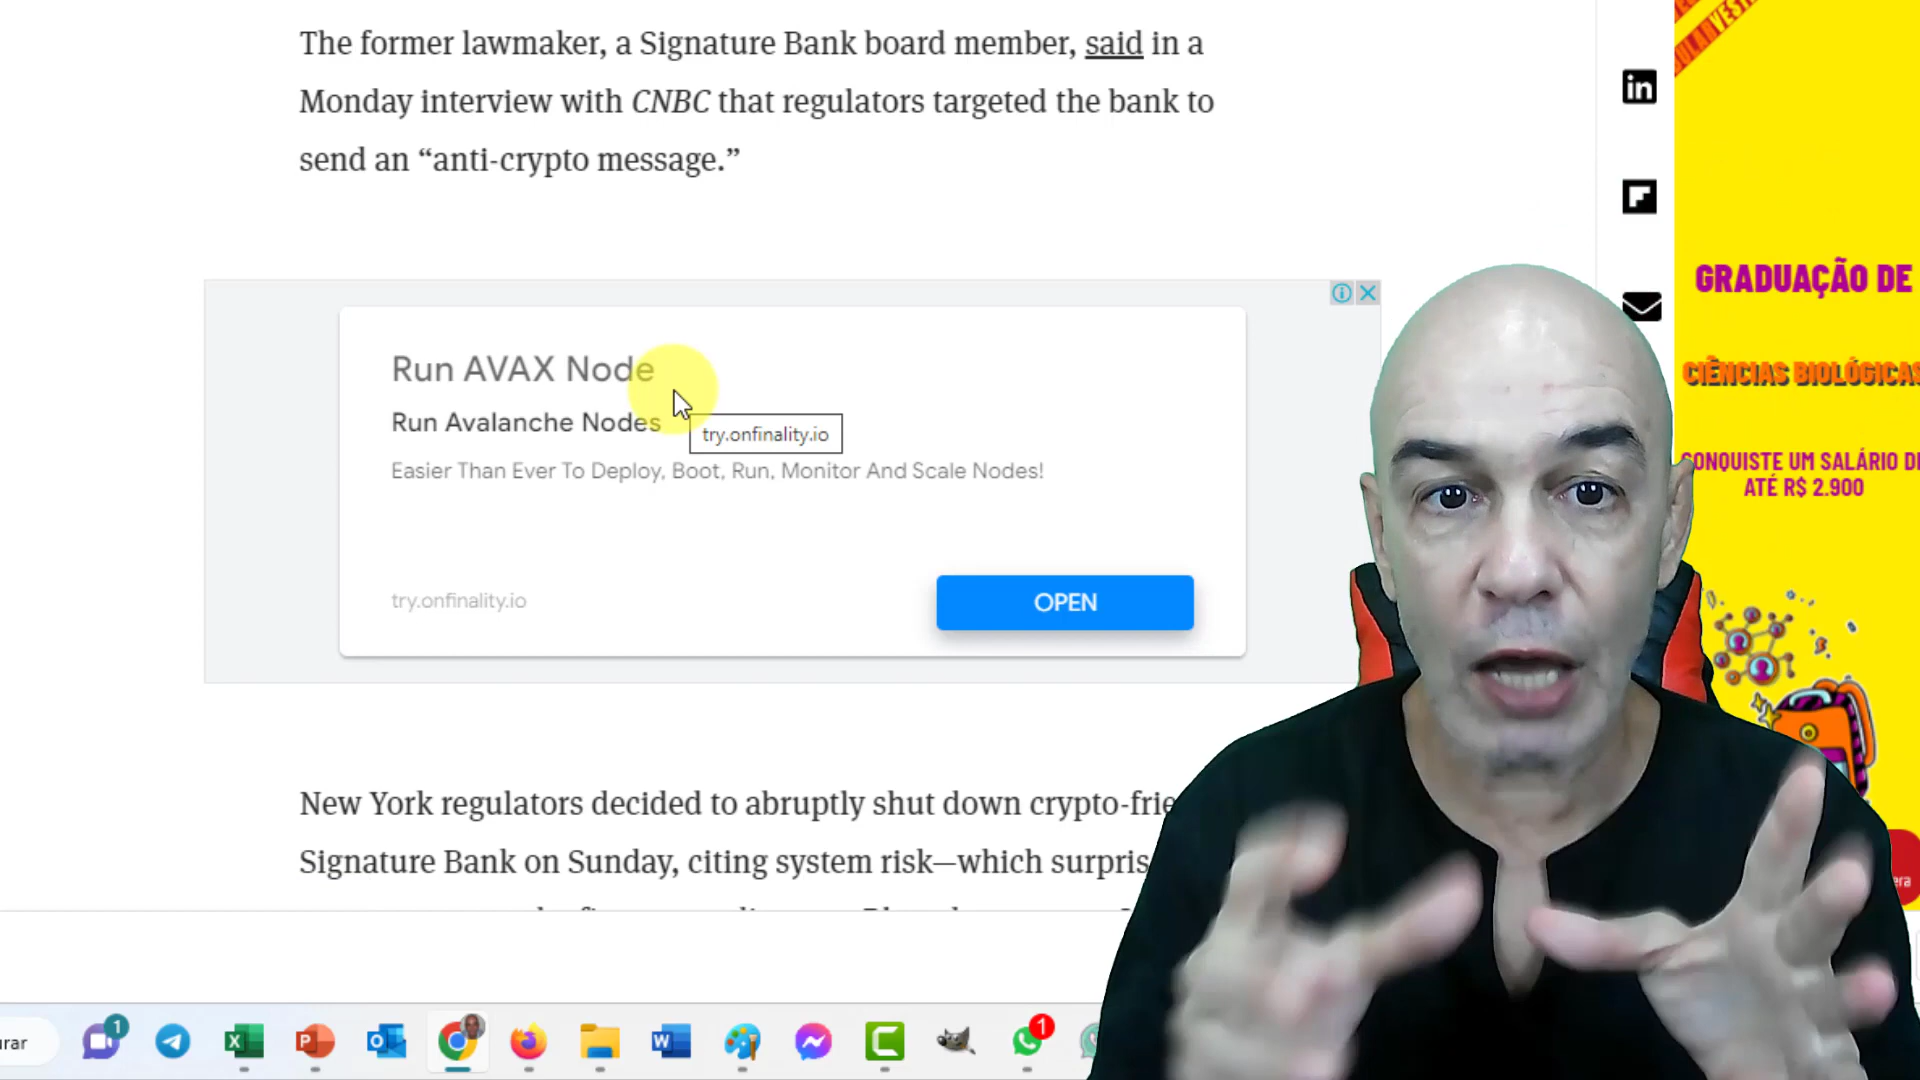 The former lawmaker, a Signature Bank board member, said in a
Monday interview with CNBC that regulators targeted the bank to
send an “anti-crypto message.”
Run AVAX Node
Run Avalanche Nodes
try.onfinality.io
Easier Than Ever To Deploy, Boot, Run, Monitor And Scale Nodes!
try.onfinality.io
OPEN
New York regulators decided to abruptly shut down crypto-frie
Signature Bank on Sunday, citing system risk—which surpris
GRADUAÇÃO DE
CIÊNCIAS BIOLÓGICAS
CONQUISTE UM SALÁRIO DE
ATÉ R$ 2.900
era
urar
1
1